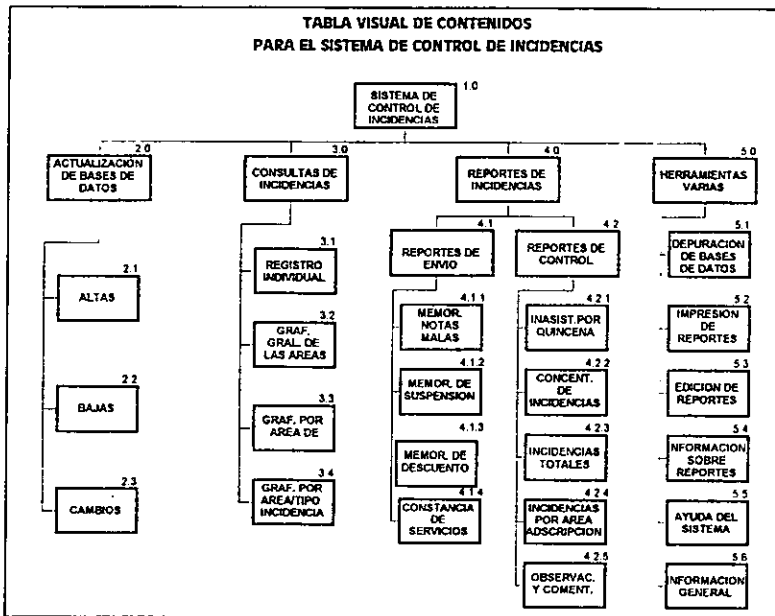 TABLA VISUAL DE CONTENIDOS
PARA EL SISTEMA DE CONTROL DE INCIDENCIAS
1.0
SISTEMA DE
CONTROL DE
INCIDENCIAS
2.0
ACTUALIZACIÓN
DE BASES DE
DATOS
3.0
CONSULTAS DE
INCIDENCIAS
4.0
REPORTES DE
INCIDENCIAS
5.0
HERRAMIENTAS
VARIAS
2.1
ALTAS
2.2
BAJAS
2.3
CAMBIOS
3.1
REGISTRO
INDIVIDUAL
3.2
GRAF.
GRAL. DE
LAS AREAS
3.3
GRAF. POR
AREA DE
3.4
GRAF. POR
AREA/TIPO
INCIDENCIA
4.1
REPORTES DE
ENVIO
4.1.1
MEMOR.
NOTAS
MALAS
4.1.2
MEMOR. DE
SUSPENSION
4.1.3
MEMOR. DE
DESCUENTO
4.1.4
CONSTANCIA
DE
SERVICIOS
4.2
REPORTES DE
CONTROL
4.2.1
INASIST.POR
QUINCENA
4.2.2
CONCENT.
DE
INCIDENCIAS
4.2.3
INCIDENCIAS
TOTALES
4.2.4
INCIDENCIAS
POR AREA
ADSCRIPCION
4.2.5
OBSERVAC.
Y COMENT.
5.1
DEPURACION
DE BASES
DE DATOS
5.2
IMPRESION
DE
REPORTES
5.3
EDICION DE
REPORTES
5.4
NFORMACION
SOBRE
REPORTES
5.5
AYUDA DEL
SISTEMA
5.6
NFORMACION
GENERAL